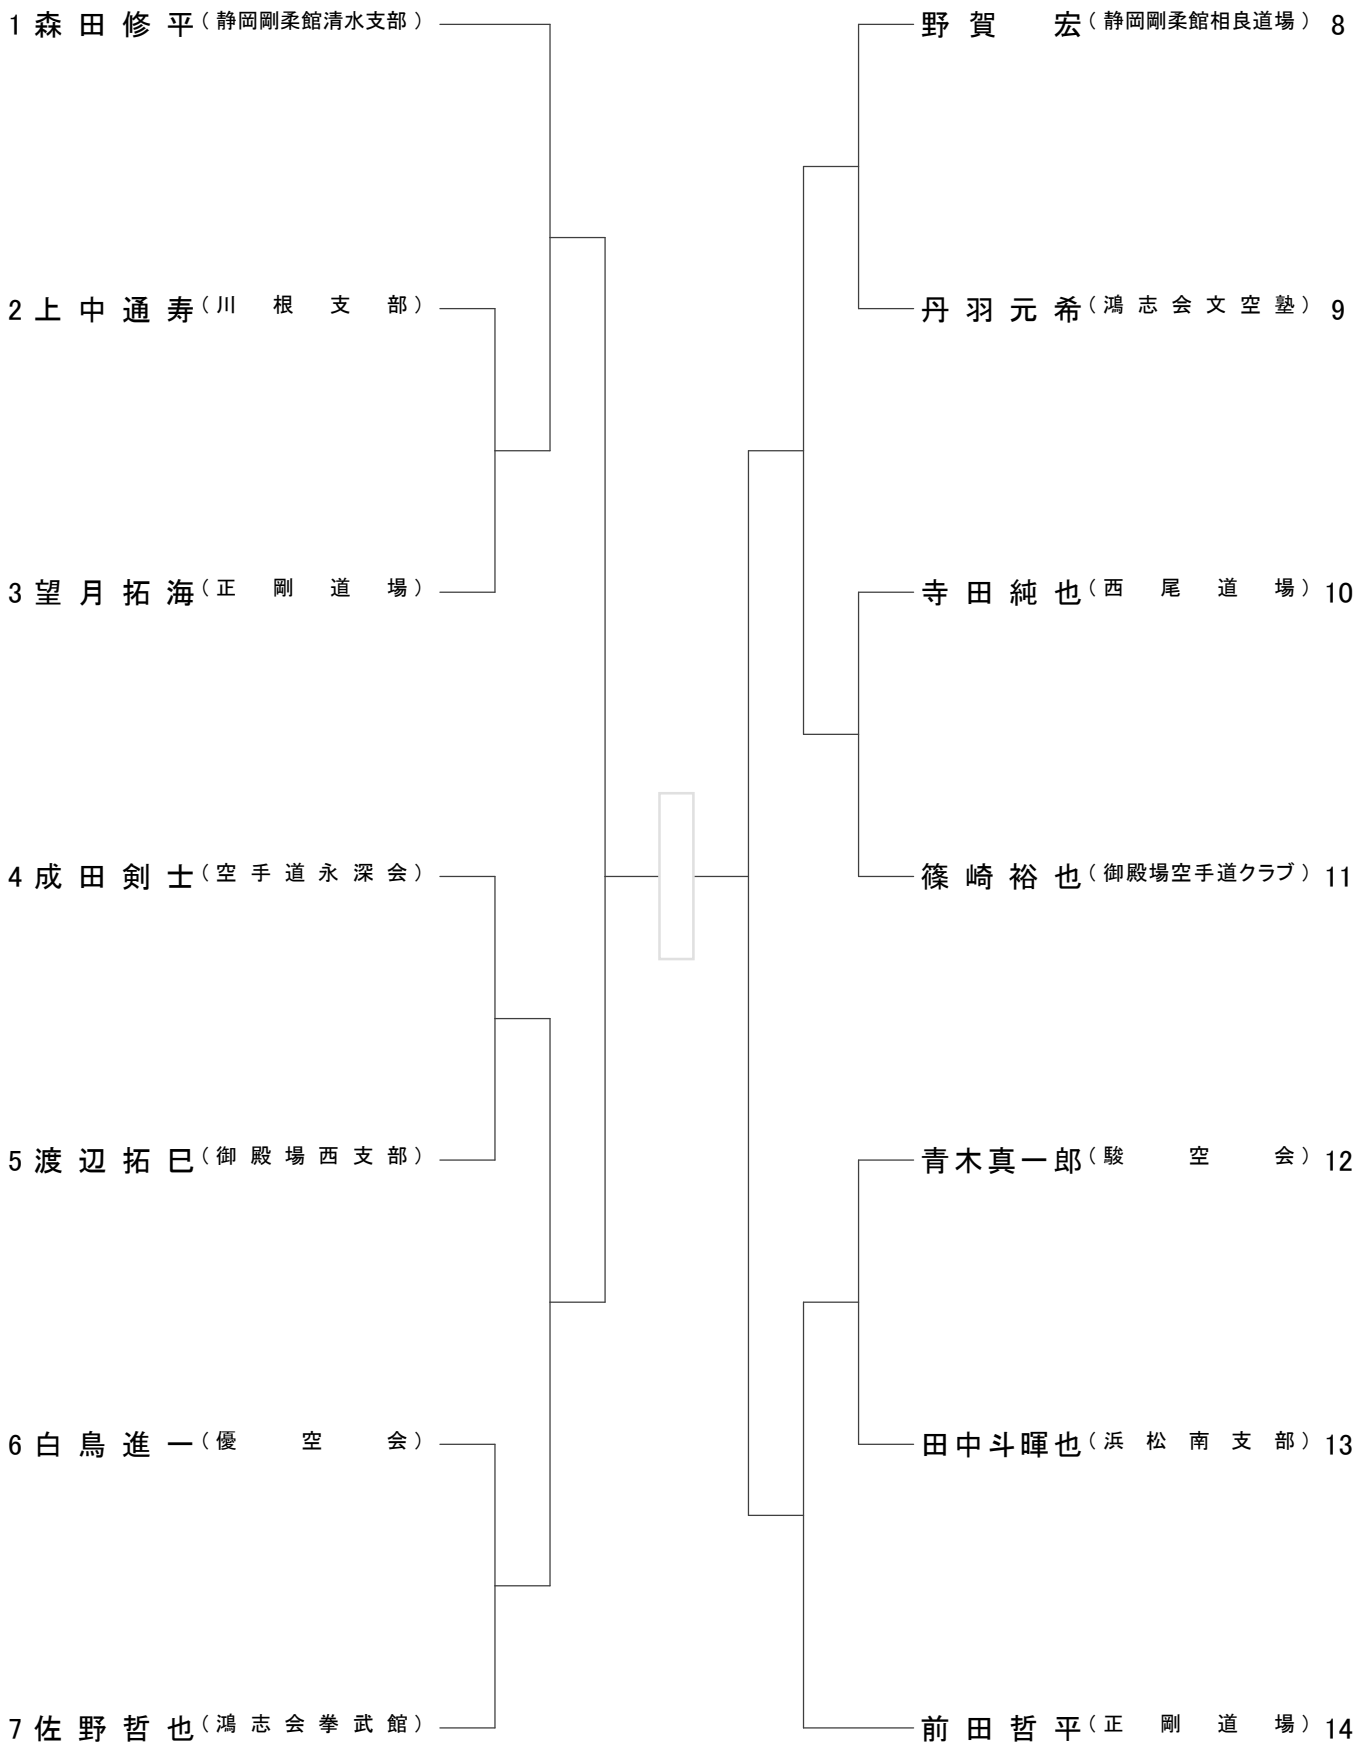 1 森田修平(静岡剛柔館清水支部)
2 上中通寿(川根支部)
3 望月拓海(正剛道場)
4 成田剣士(空手道永深会)
5 渡辺拓巳(御殿場西支部)
6 白鳥進一(優空会)
7 佐野哲也(鴻志会拳武館)
野賀宏(静岡剛柔館相良道場) 8
丹羽元希(鴻志会文空塾) 9
寺田純也(西尾道場) 10
篠崎裕也(御殿場空手道クラブ) 11
青木真一郎(駿空会) 12
田中斗暉也(浜松南支部) 13
前田哲平(正剛道場) 14